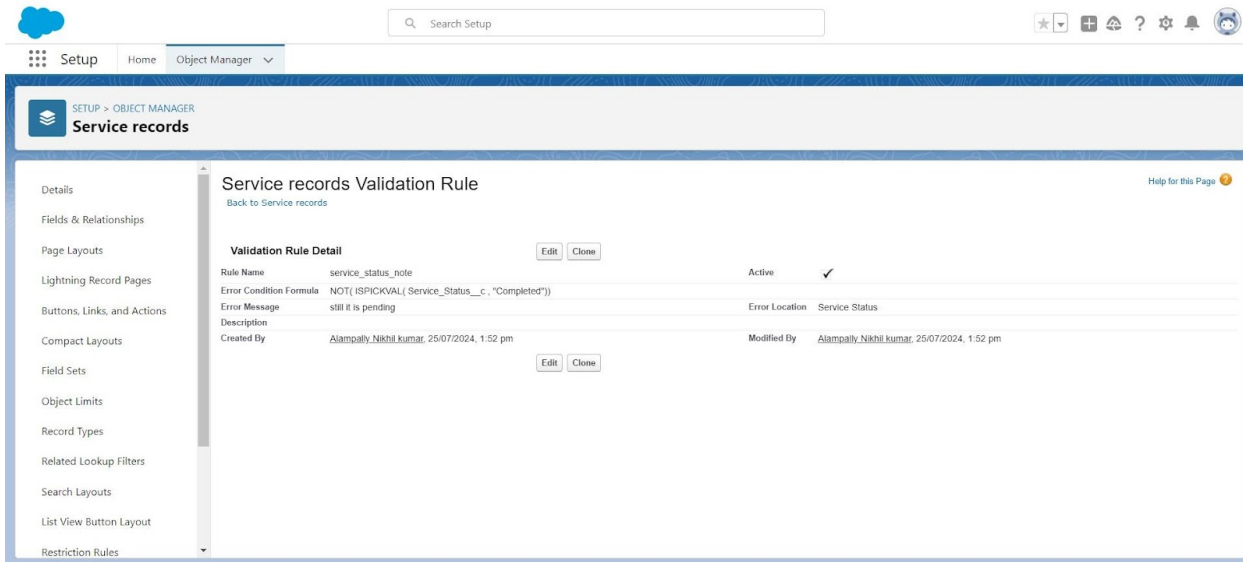 Search Setup
Setup Home Object Manager
SETUP > OBJECT MANAGER
Service records
Details
Fields & Relationships
Page Layouts
Lightning Record Pages
Buttons, Links, and Actions
Compact Layouts
Field Sets
Object Limits
Record Types
Related Lookup Filters
Search Layouts
List View Button Layout
Restriction Rules
Service records Validation Rule
Help for this Page
Back to Service records
Validation Rule Detail Edit Clone
Rule Name service_status_note Active
Error Condition Formula NOT( ISPICKVAL( Service_Status__c , "Completed"))
Error Message still it is pending Error Location Service Status
Description
Created By Alampally Nikhil kumar, 25/07/2024, 1:52 pm Modified By Alampally Nikhil kumar, 25/07/2024, 1:52 pm
Edit Clone